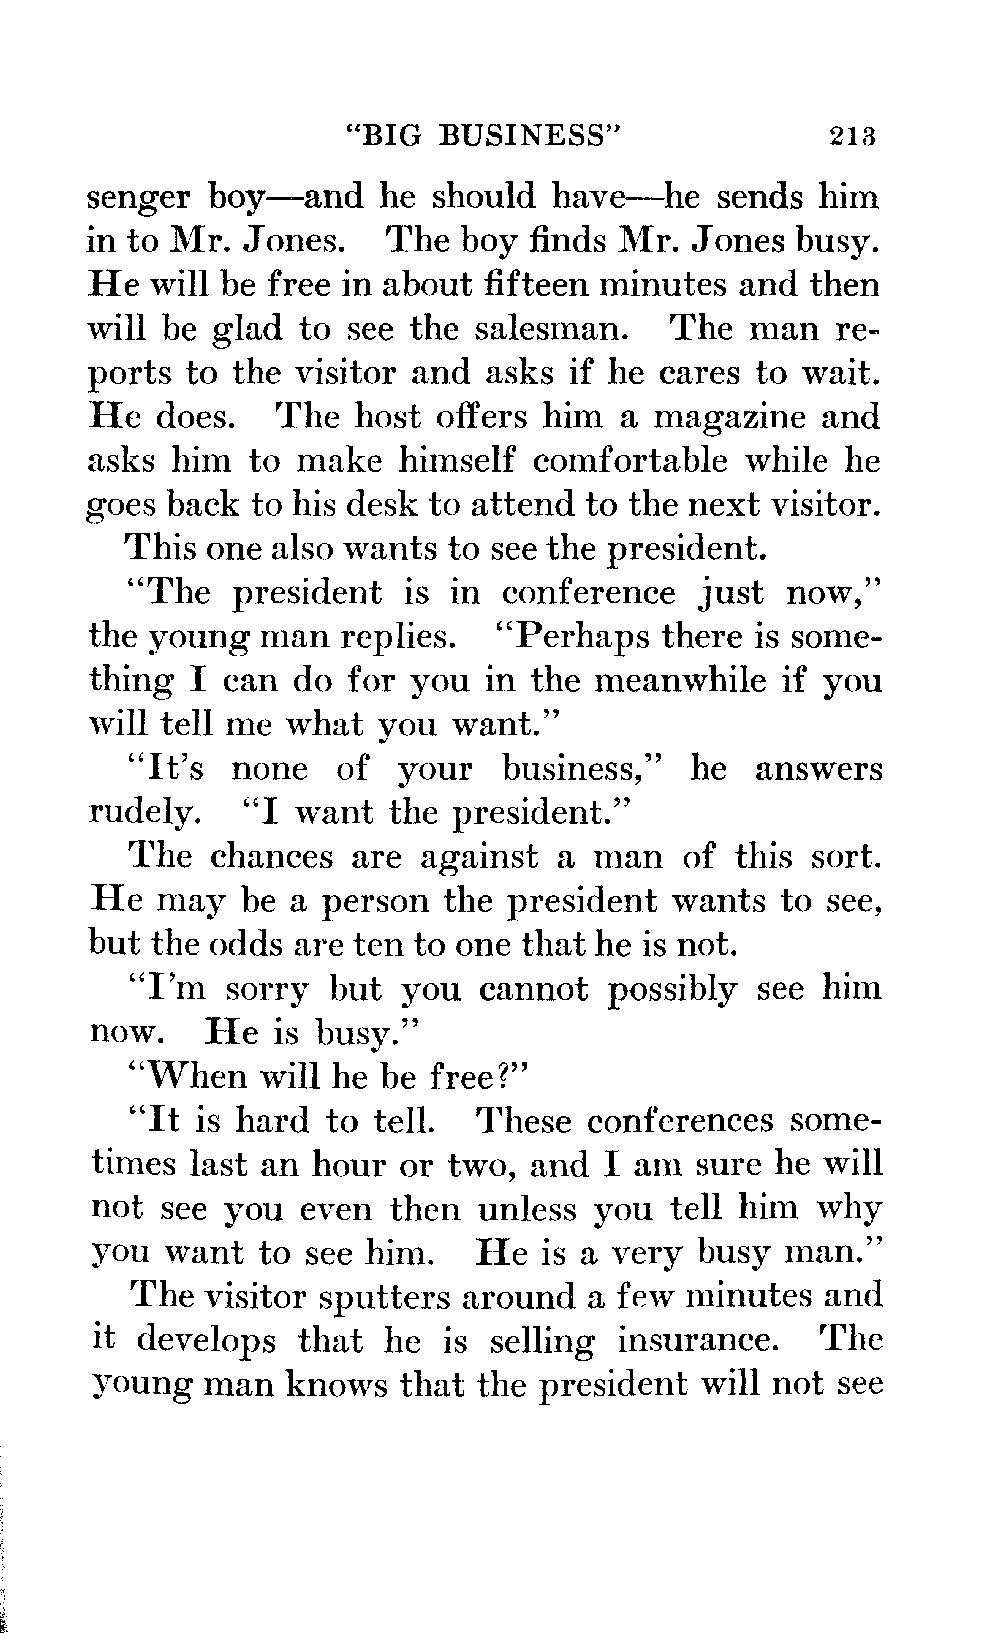 "BIG BUSINESS" 213
senger boy—and he should have—he sends him
in to Mr. Jones. The boy finds Mr. Jones busy.
He will be free in about fifteen minutes and then
will be glad to see the salesman. The man re-
ports to the visitor and asks if he cares to wait.
He does. The host offers him a magazine and
asks him to make himself comfortable while he
goes back to his desk to attend to the next visitor.
This one also wants to see the president.
"The president is in conference just now,"
the young man replies. "Perhaps there is some-
thing I can do for you in the meanwhile if you
will tell me what you want."
"It's none of your business," he answers
rudely. "I want the president."
The chances are against a man of this sort.
He may be a person the president wants to see,
but the odds are ten to one that he is not.
"I'm sorry but you cannot possibly see him
now. He is busy."
"When will he be free?"
"It is hard to tell. These conferences some-
times last an hour or two, and I am sure he will
not see you even then unless you tell him why
you want to see him. He is a very busy man."
The visitor sputters around a few minutes and
it develops that he is selling insurance. The
young man knows that the president will not see